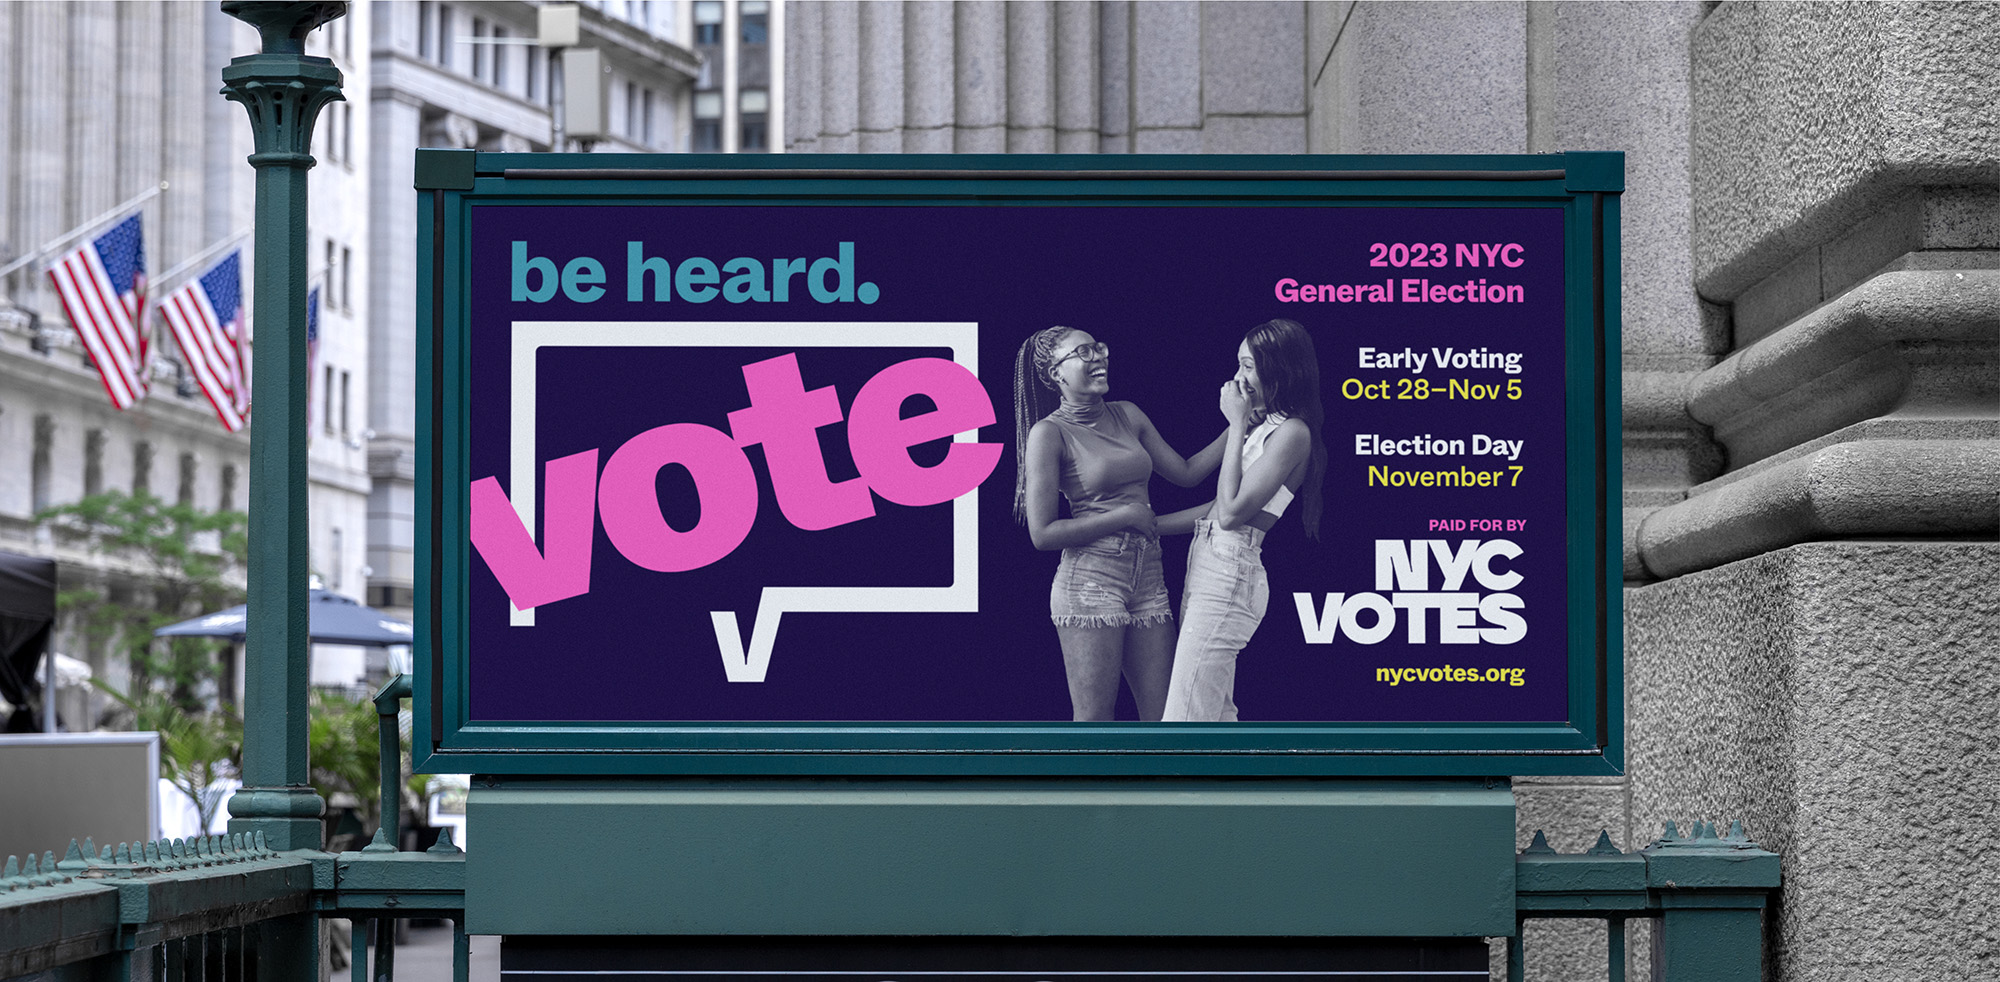 be heard.
vote
v
2023 NYC
General Election
Early Voting
Oct 28–Nov 5
Election Day
November 7
PAID FOR BY
NYC
VOTES
nycvotes.org